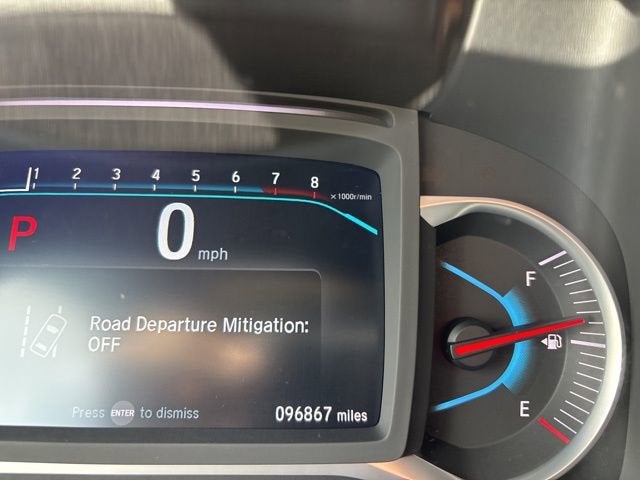 1 2 3 4 5 6 7 8
x 1000r/min
P 0 mph
F
Road Departure Mitigation:
OFF
E
Press ENTER to dismiss 096867 miles